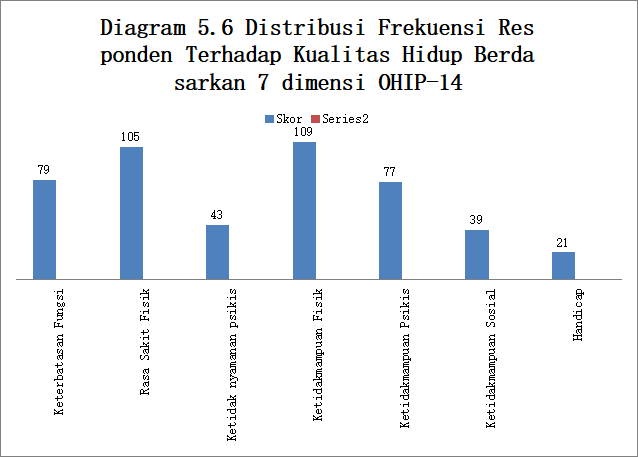 Diagram 5.6 Distribusi Frekuensi Res
ponden Terhadap Kualitas Hidup Berda
sarkan 7 dimensi OHIP-14
Skor Series2
79
105
43
109
77
39
21
Keterbatasan Fungsi
Rasa Sakit Fisik
Ketidak nyamanan psikis
Ketidakmampuan Fisik
Ketidakmampuan Psikis
Ketidakmampuan Sosial
Handicap